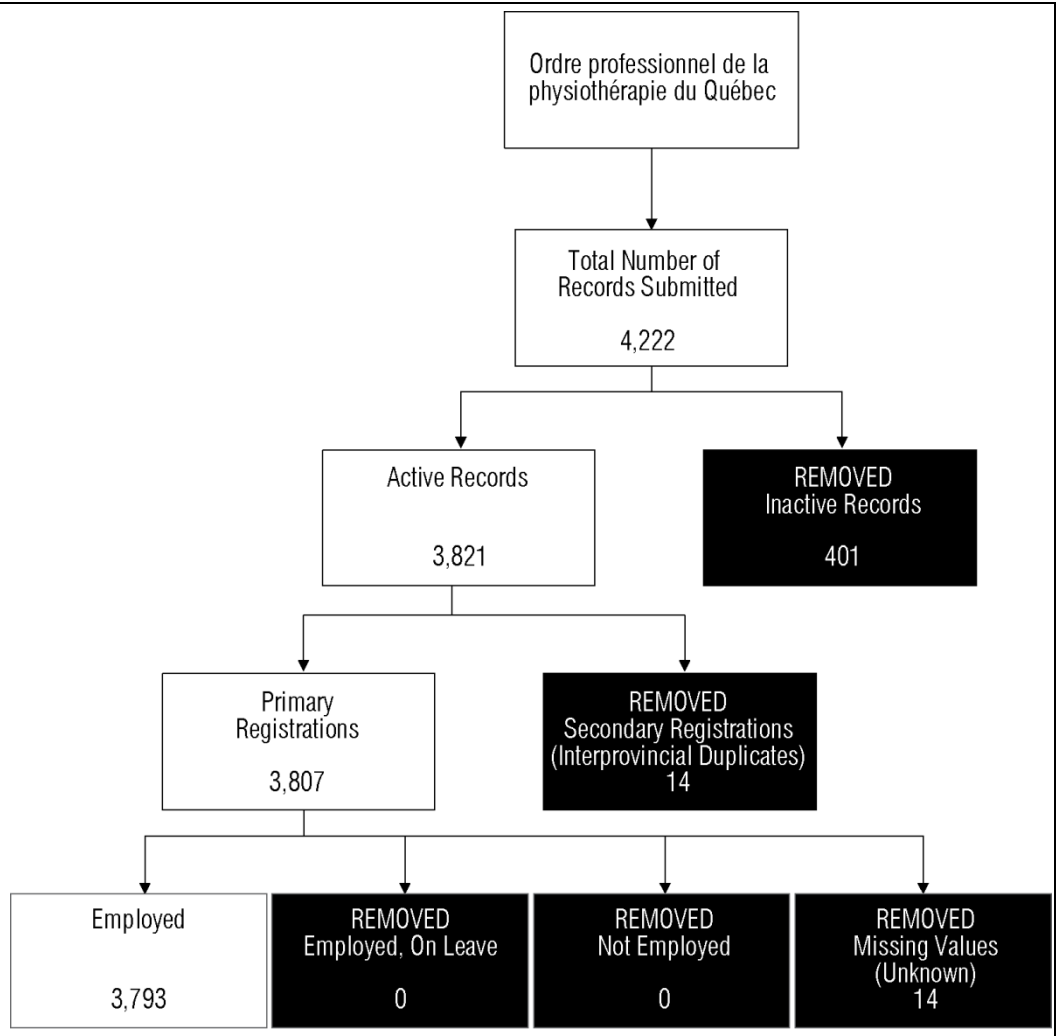 Ordre professionnel de la
physiothérapie du Québec
Total Number of
Records Submitted
4,222
Active Records
3,821
REMOVED
Inactive Records
401
Primary
Registrations
3,807
REMOVED
Secondary Registrations
(Interprovincial Duplicates)
14
Employed
3,793
REMOVED
Employed, On Leave
0
REMOVED
Not Employed
0
REMOVED
Missing Values
(Unknown)
14